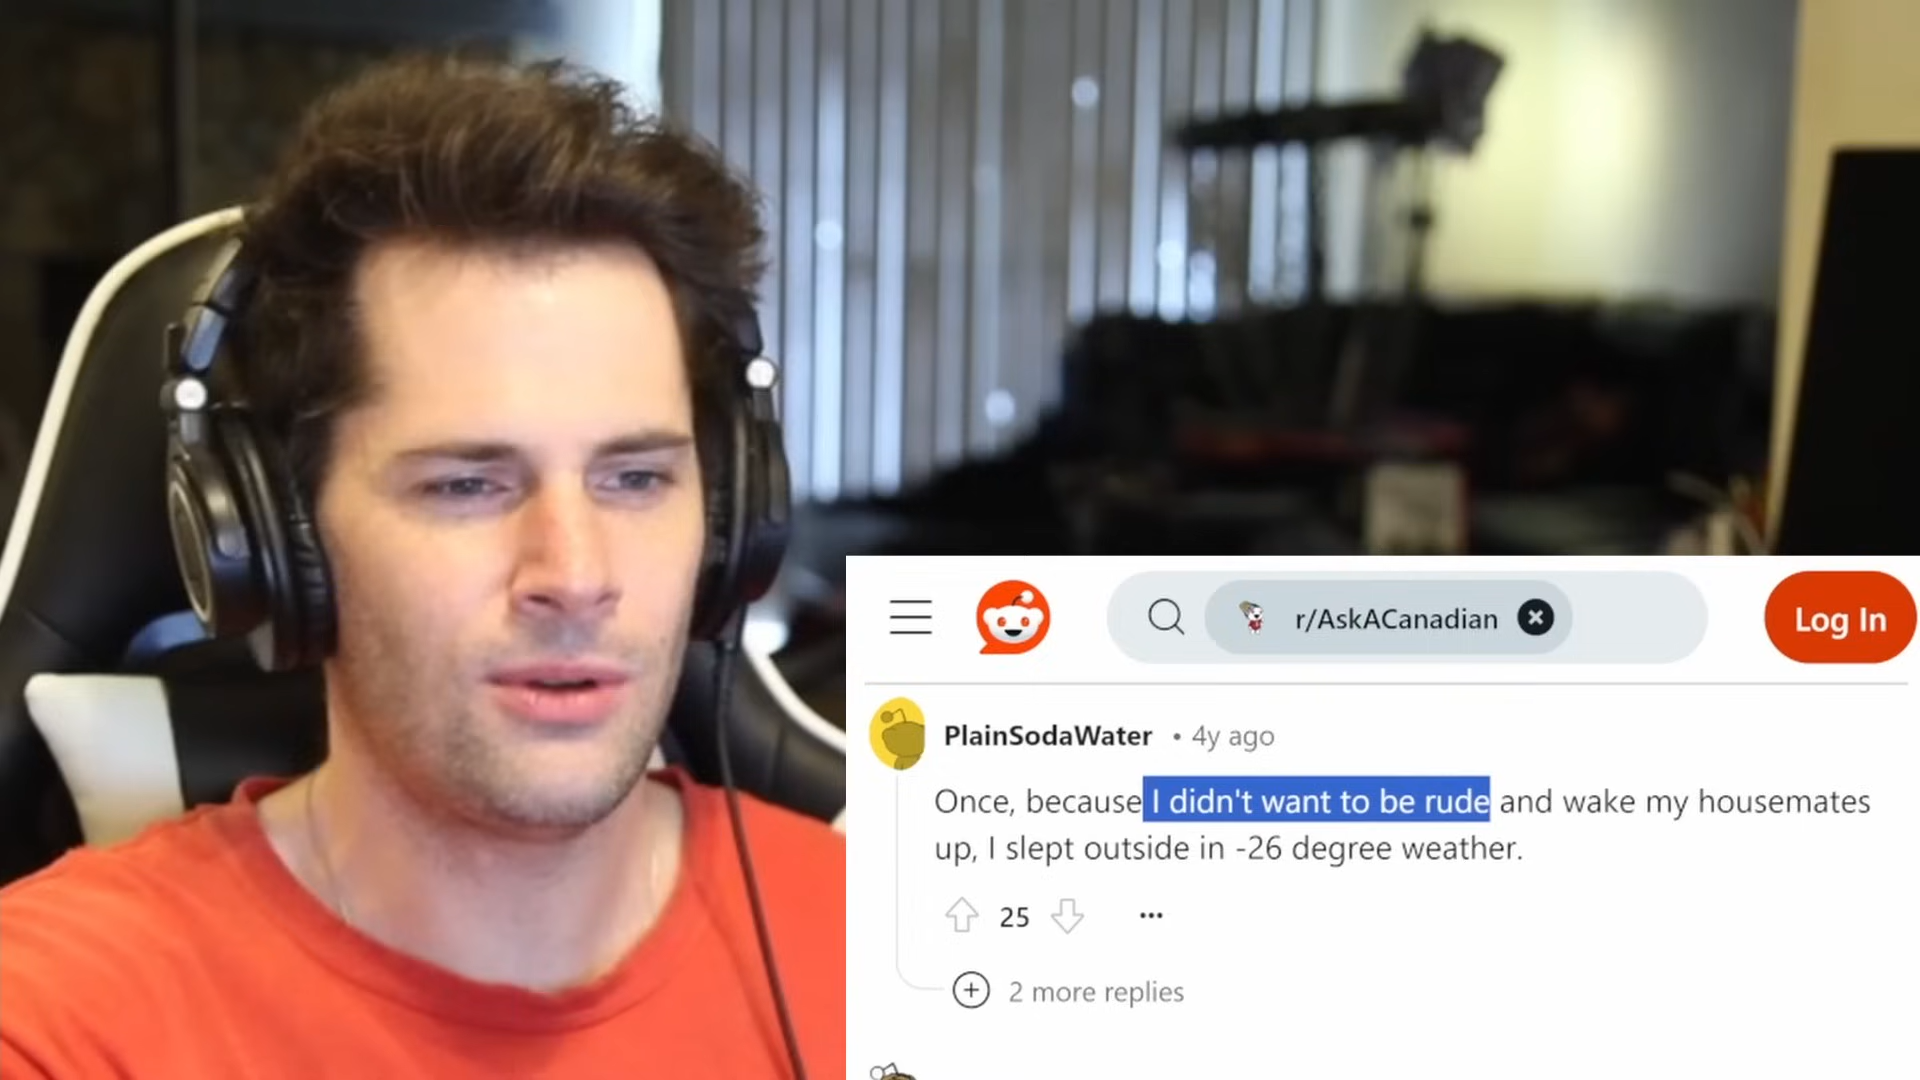 r/AskACanadian
Log In
PlainSodaWater • 4y ago
Once, because I didn't want to be rude and wake my housemates
up, I slept outside in -26 degree weather.
25
2 more replies